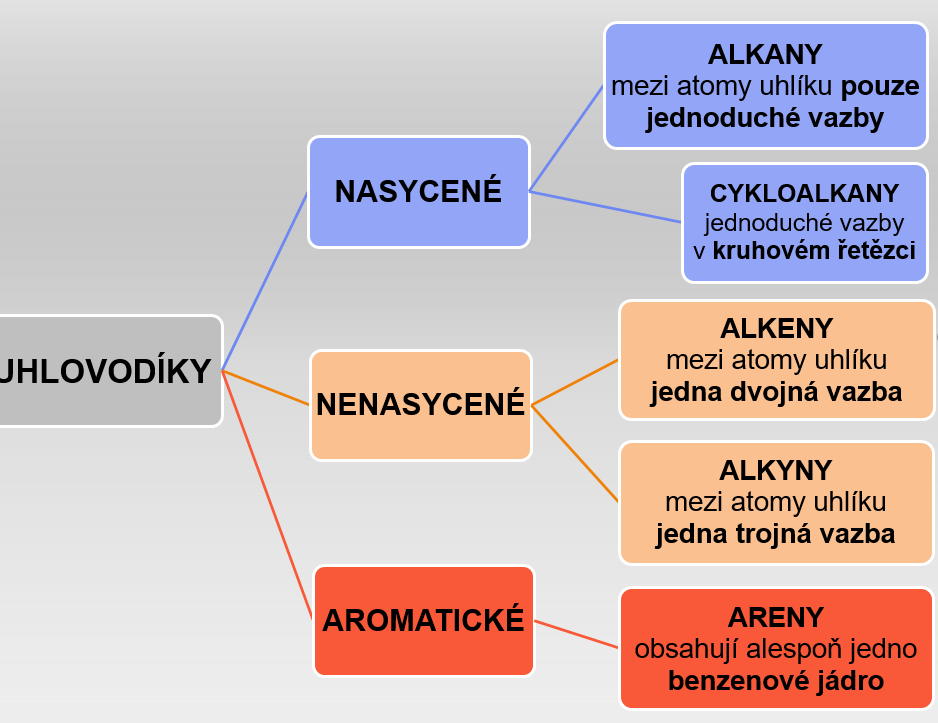 UHLOVODÍKY
NASYCENÉ
ALKANY
mezi atomy uhlíku pouze
jednoduché vazby
CYKLOALKANY
jednoduché vazby
v kruhovém řetězci
NENASYCENÉ
ALKENY
mezi atomy uhlíku
jedna dvojná vazba
ALKYNY
mezi atomy uhlíku
jedna trojná vazba
AROMATICKÉ
ARENY
obsahují alespoň jedno
benzenové jádro